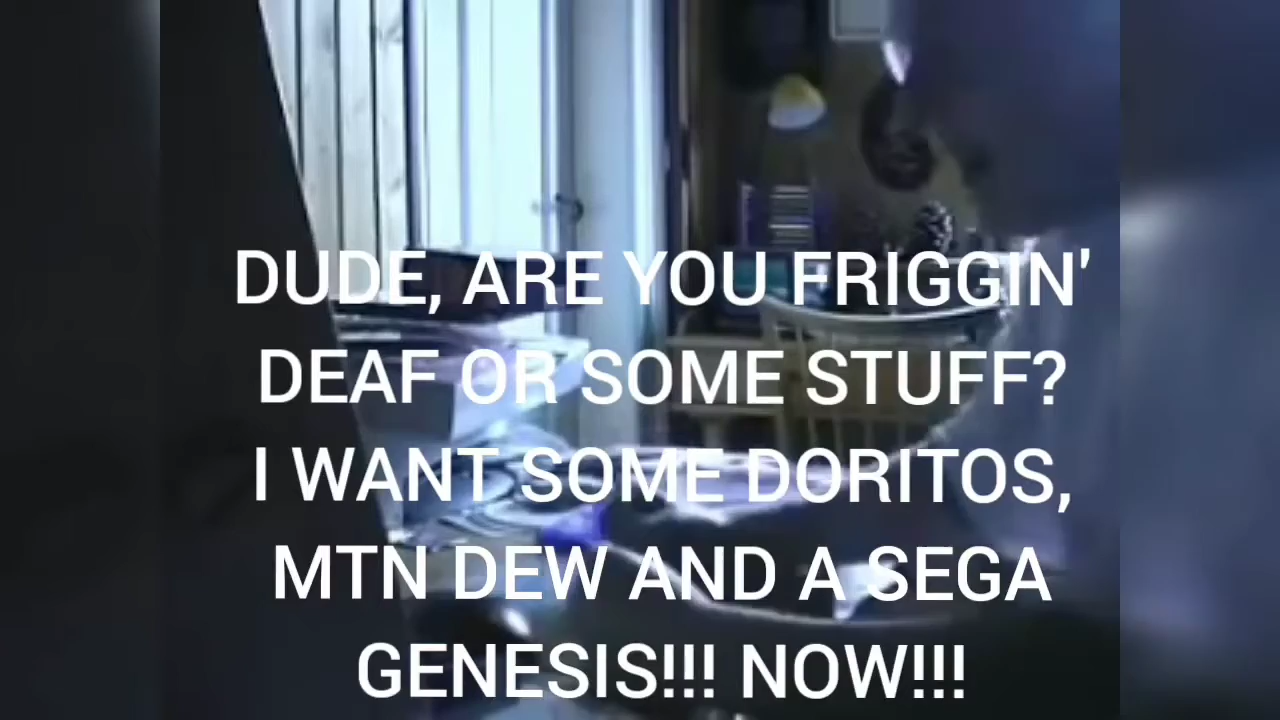 DUDE, ARE YOU FRIGGIN'
DEAF OR SOME STUFF?
I WANT SOME DORITOS,
MTN DEW AND A SEGA
GENESIS!!! NOW!!!